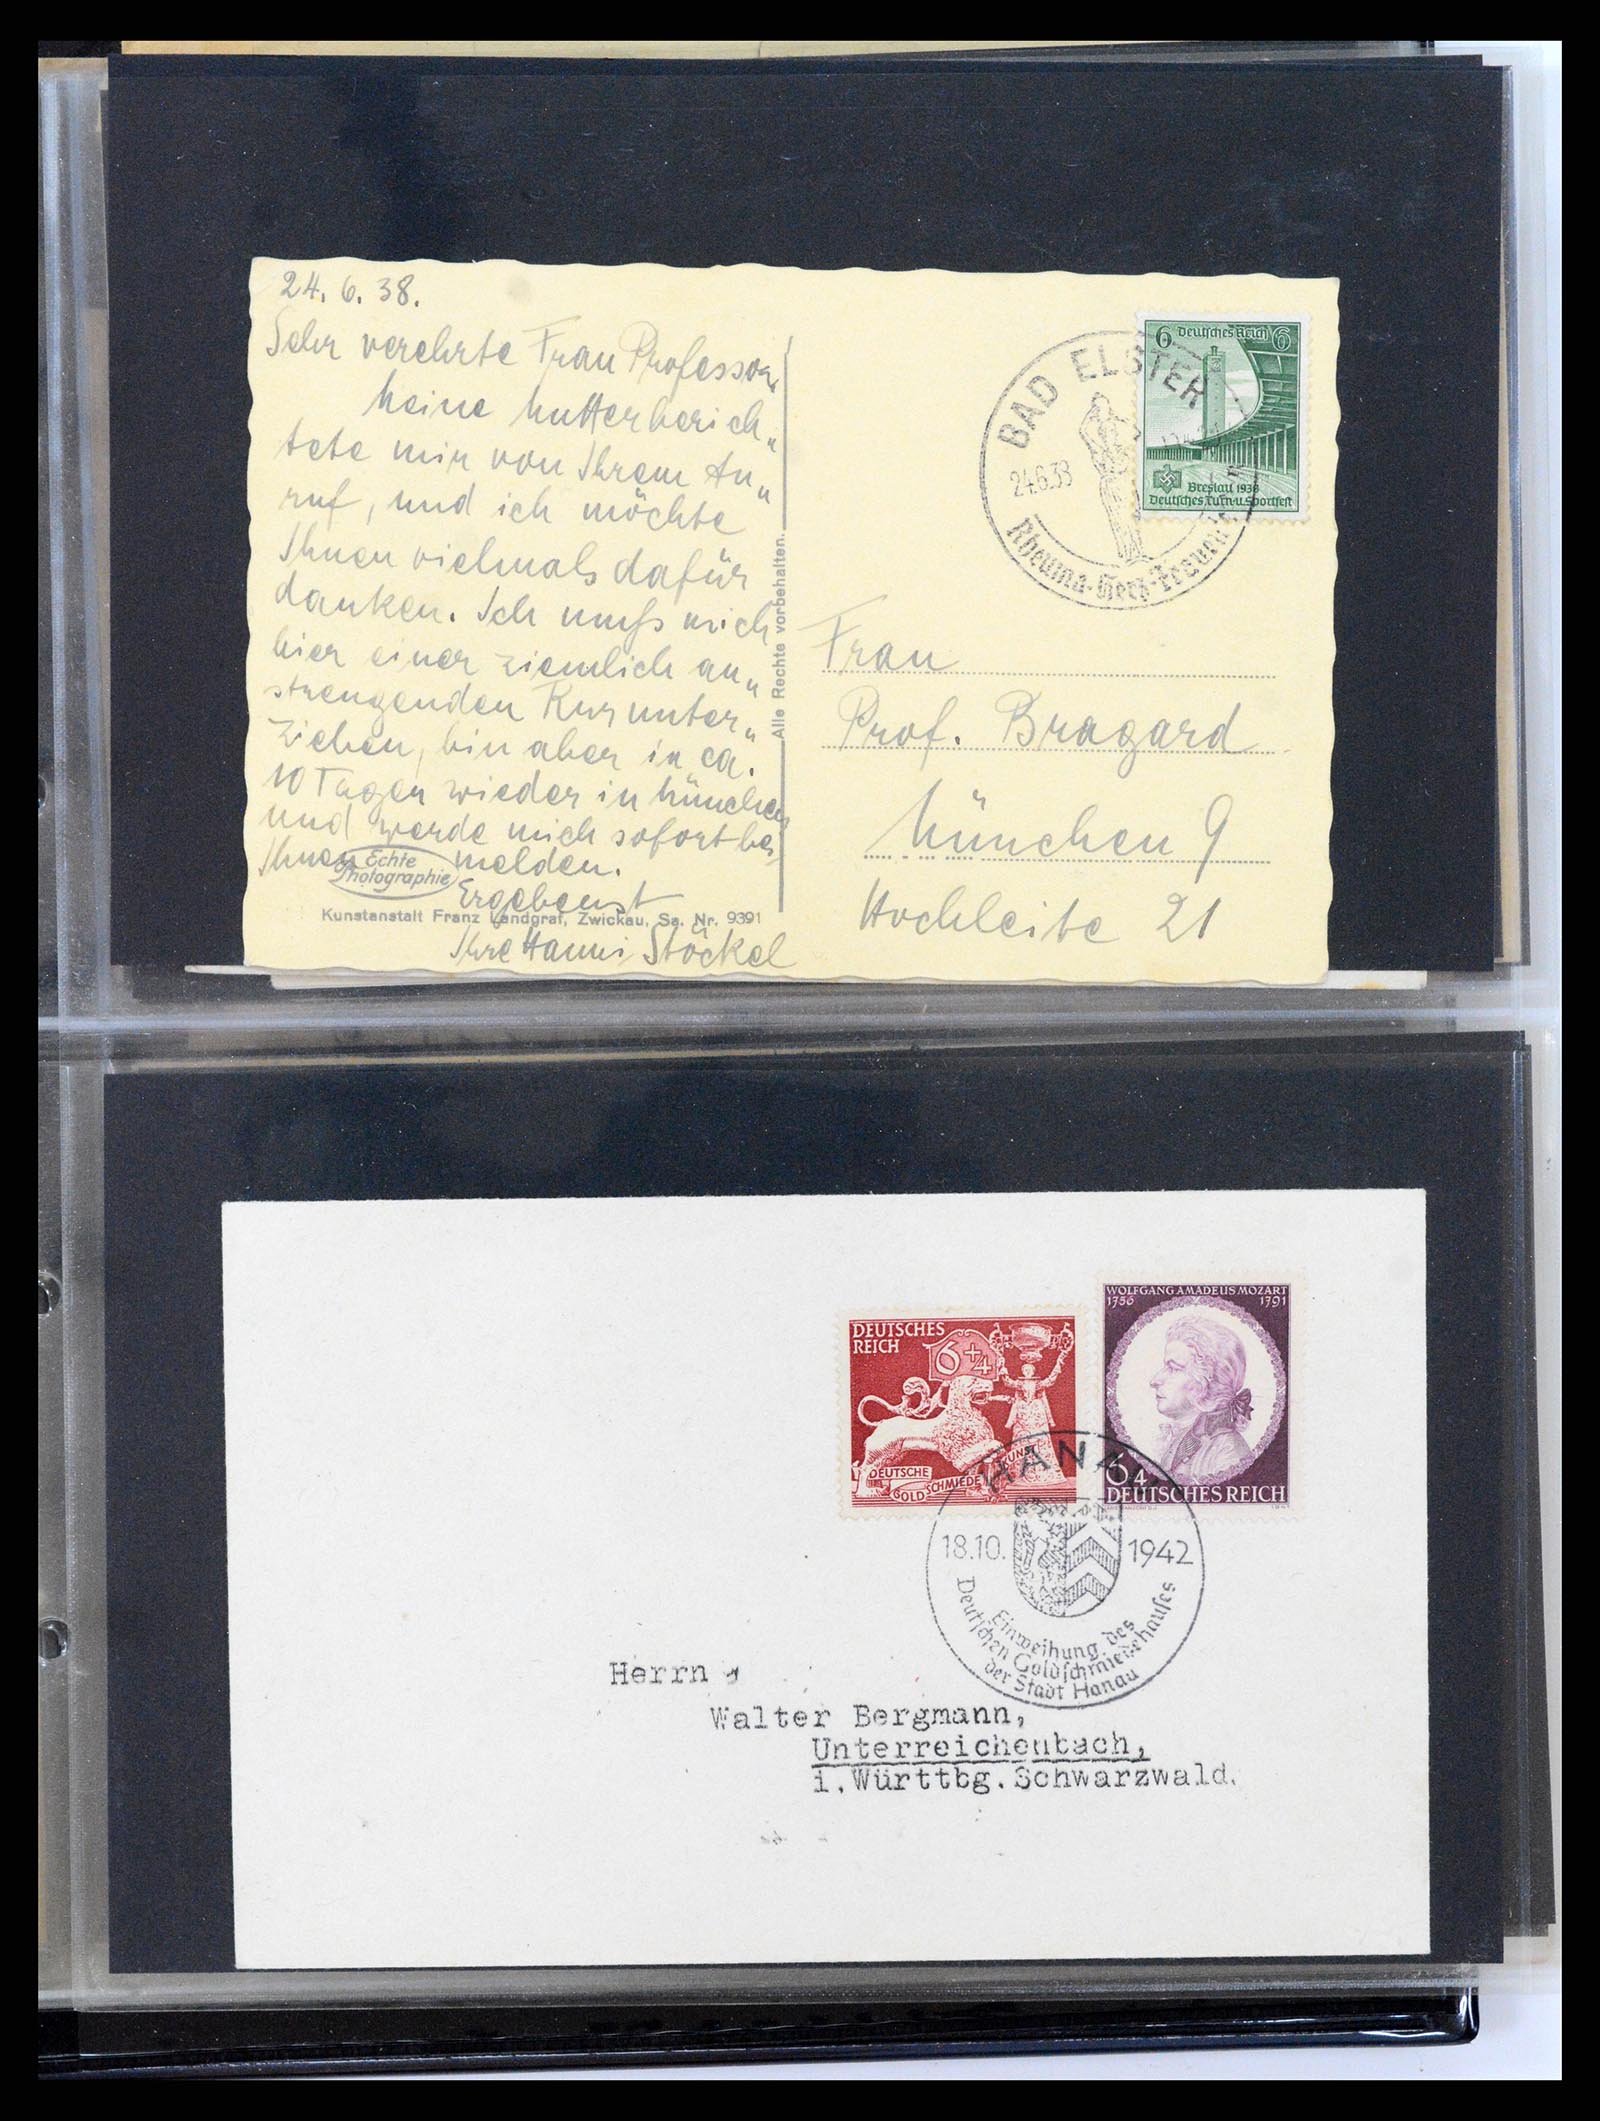 24. 6. 38.
Sehr verehrte Frau Professor,
Meine Mutter berich„
tete mir von Ihrem An„
ruf, und ich möchte
Ihnen vielmals dafür
danken. Ich muß mich
hier einer ziemlich an„
strengenden Kur unter„
ziehen, bin aber in ca.
10 Tagen wieder in München
und werde mich sofort bei
Ihnen melden.
Echte
Photographie
Ergebenst
Kunstanstalt Franz Landgraf, Zwickau, Sa. Nr. 9391
Ihre Hanni Stöckel
Alle Rechte vorbehalten.
6 Deutsches Reich 6
Breslau 1938
Deutsches Turn-u.Sportfest
BAD ELSTER
24.6.38
Rheuma-Herz-Frauen
Frau
Prof. Bragard
München 9
Hochleite 21
DEUTSCHES
REICH
6+4
DEUTSCHE
GOLDSCHMIEDEKUNST
WOLFGANG AMADEUS MOZART
1756 1791
6+4
DEUTSCHES REICH
HANAU
18.10. 1942
Einweihung des
Deutschen Goldschmiedehauses
der Stadt Hanau
Herrn
Walter Bergmann,
Unterreichenbach,
i.Württbg.Schwarzwald.